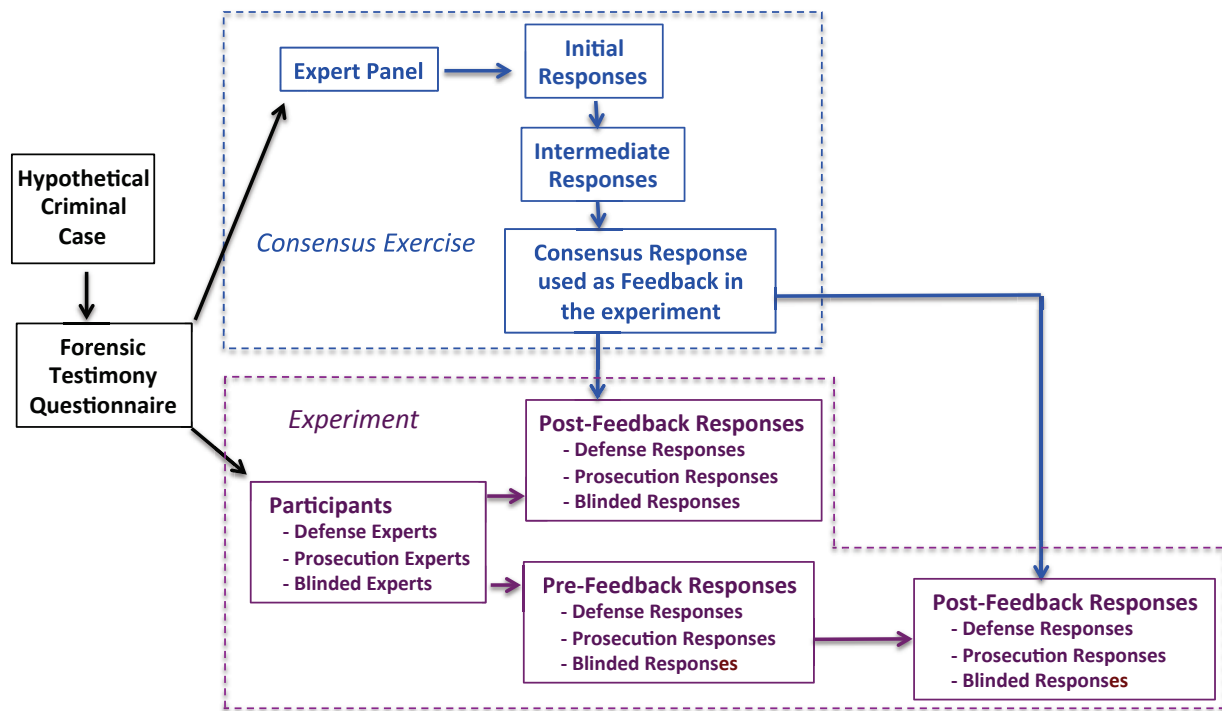 Hypothetical
Criminal
Case
Forensic
Testimony
Questionnaire
Expert Panel
Initial
Responses
Intermediate
Responses
Consensus Exercise
Consensus Response
used as Feedback in
the experiment
Experiment
Participants
- Defense Experts
- Prosecution Experts
- Blinded Experts
Post-Feedback Responses
- Defense Responses
- Prosecution Responses
- Blinded Responses
Pre-Feedback Responses
- Defense Responses
- Prosecution Responses
- Blinded Responses
Post-Feedback Responses
- Defense Responses
- Prosecution Responses
- Blinded Responses